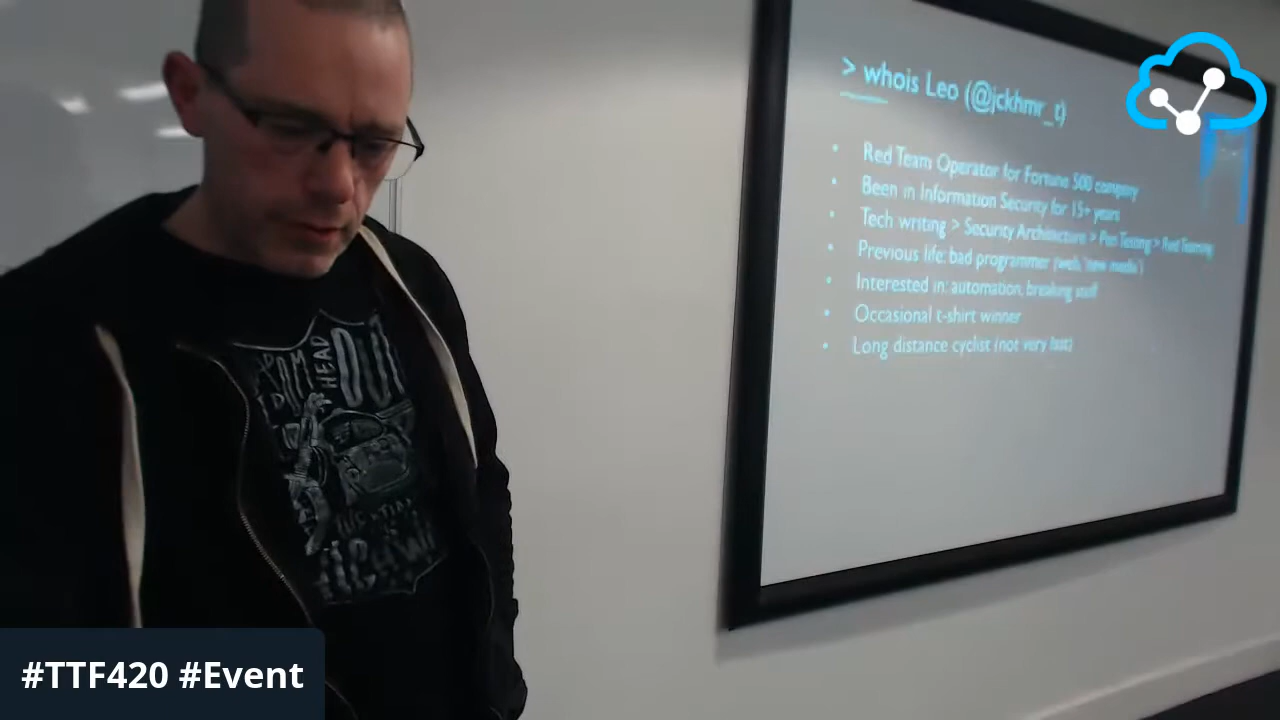 > whois Leo (@jckhmr_t)
• Red Team Operator for Fortune 500 company
• Been in Information Security for 15+ years
• Tech writing > Security Architecture > Pen Testing > Red Teaming
• Previous life: bad programmer (web, 'new media')
• Interested in: automation, breaking stuff
• Occasional t-shirt winner
• Long distance cyclist (not very fast)
HEAD
OUT
#TTF420 #Event